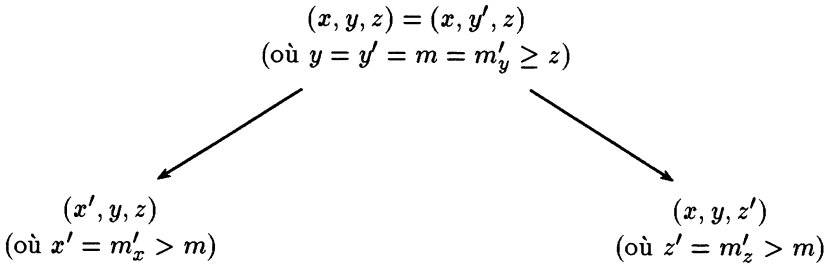 (x, y, z) = (x, y′, z)
(où y = y′ = m = m′_y ≥ z)
(x′, y, z)
(où x′ = m′_x > m)
(x, y, z′)
(où z′ = m′_z > m)